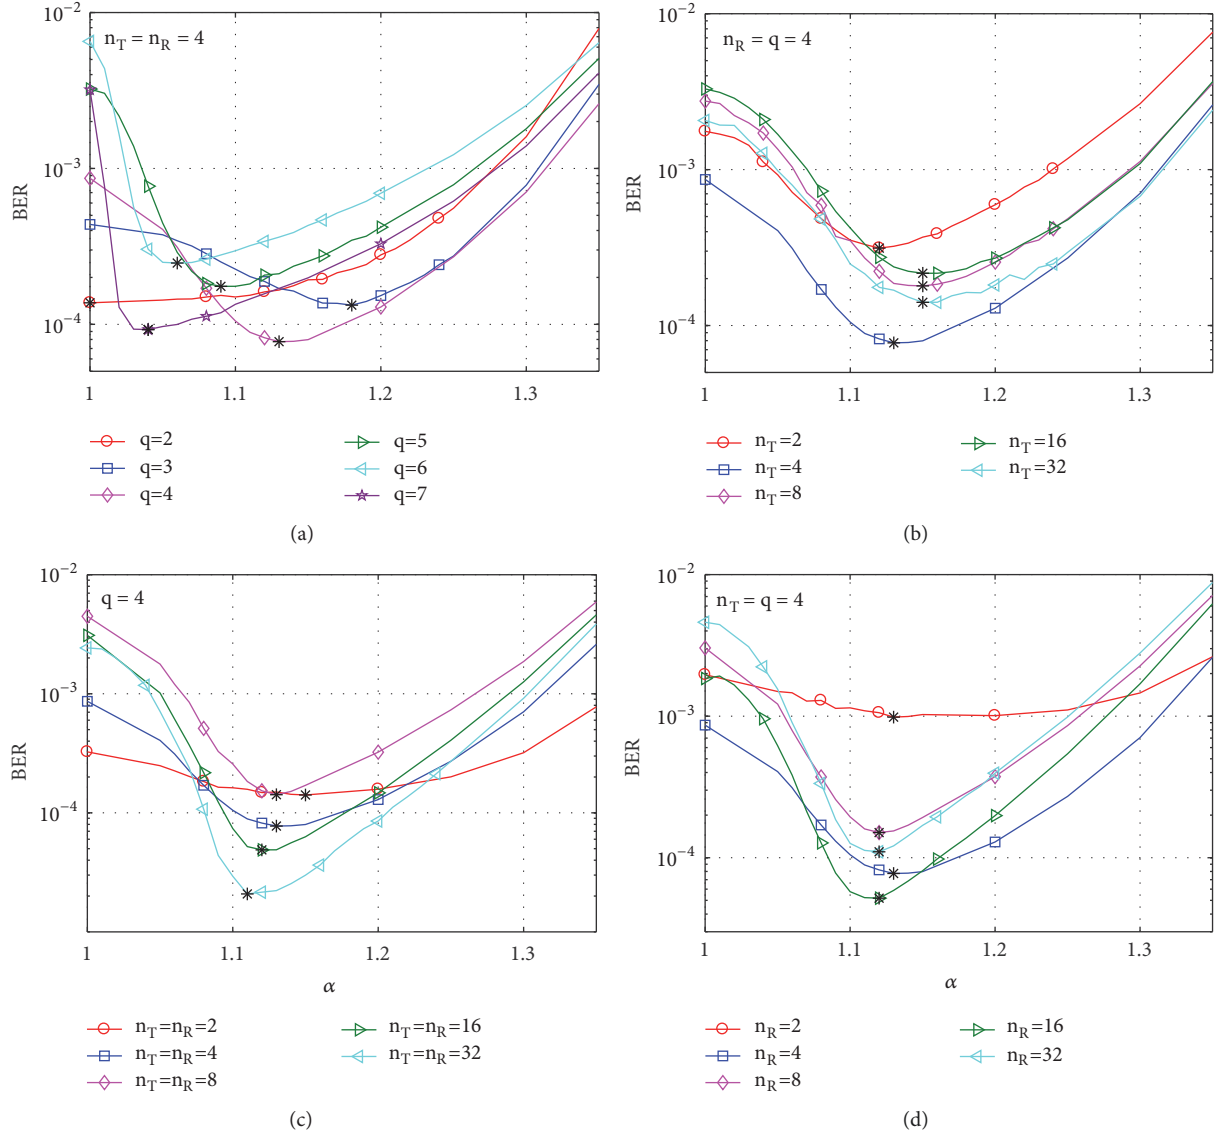 10^-2
10^-3
10^-4
BER
n_T = n_R = 4
1 1.1 1.2 1.3
q=2
q=3
q=4
q=5
q=6
q=7
(a)
10^-2
10^-3
10^-4
BER
n_R = q = 4
1 1.1 1.2 1.3
n_T=2
n_T=4
n_T=8
n_T=16
n_T=32
(b)
10^-2
10^-3
10^-4
BER
q = 4
1 1.1 1.2 1.3
α
n_T=n_R=2
n_T=n_R=4
n_T=n_R=8
n_T=n_R=16
n_T=n_R=32
(c)
10^-2
10^-3
10^-4
BER
n_T = q = 4
1 1.1 1.2 1.3
α
n_R=2
n_R=4
n_R=8
n_R=16
n_R=32
(d)